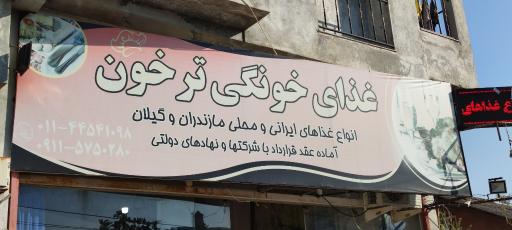 غذای خونگی ترخون
انواع غذاهای ایرانی و محلی مازندران و گیلان
آماده عقد قرارداد با شرکتها و نهادهای دولتی
۰۱۱-۴۴۵۴۱۰۹۸
۰۹۱۱-۵۷۵۰۲۸۰
غذاهای